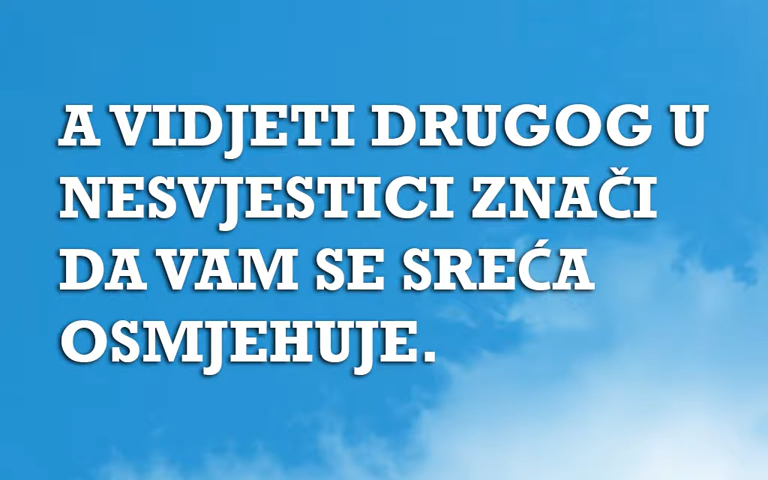 A VIDJETI DRUGOG U
NESVJESTICI ZNAČI
DA VAM SE SREĆA
OSMJEHUJE.